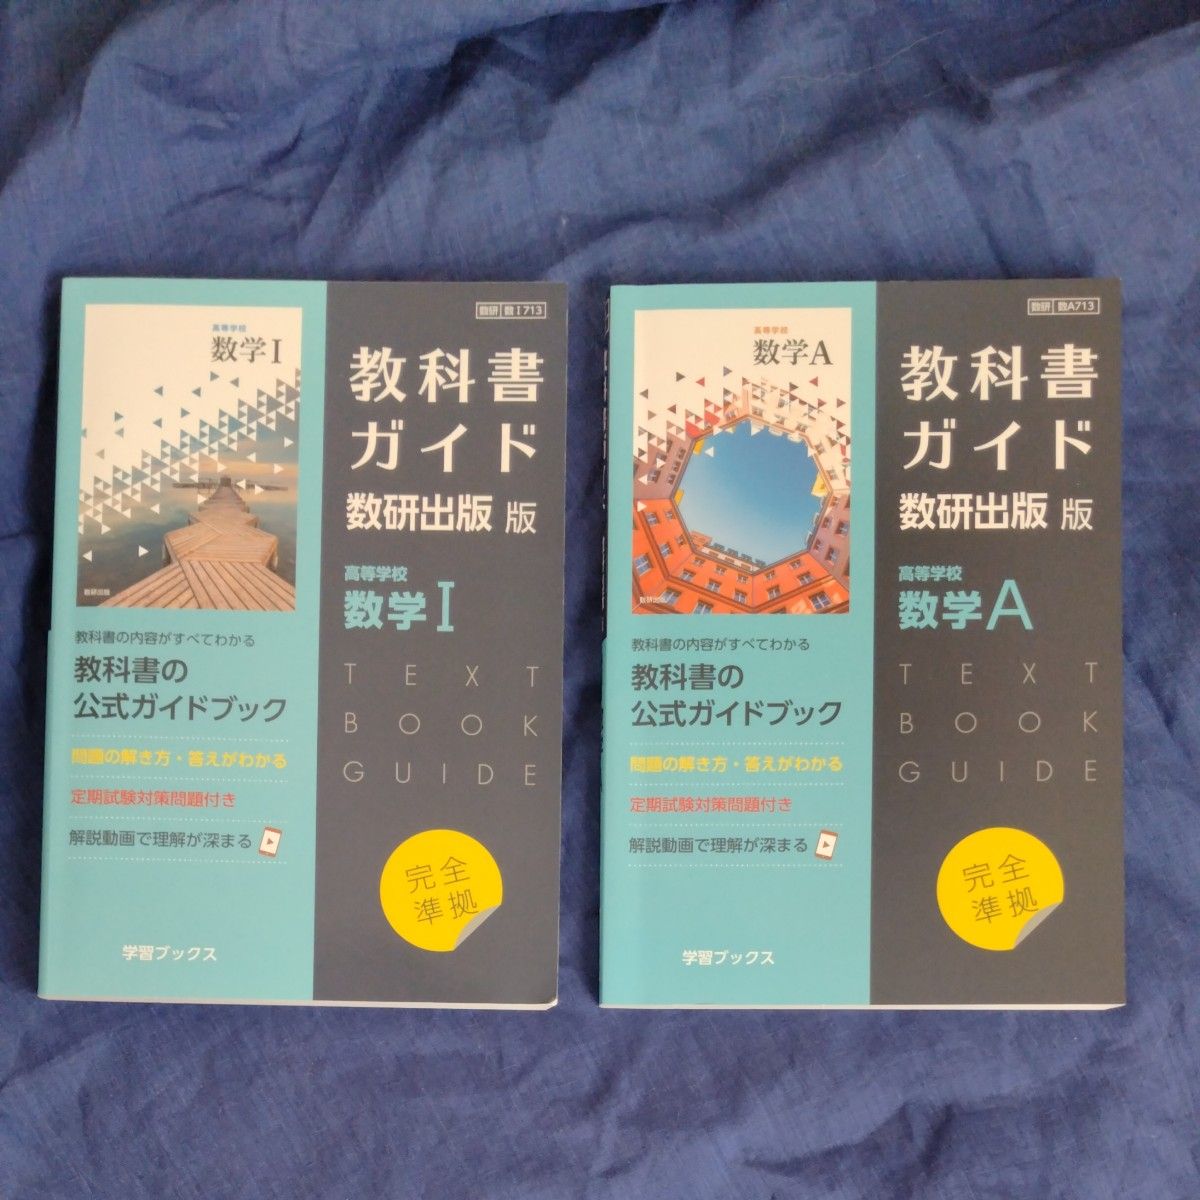 数研 数Ⅰ713
高等学校
数学Ⅰ
数研出版
教科書
ガイド
数研出版 版
高等学校
数学Ⅰ
TEXT
BOOK
GUIDE
教科書の内容がすべてわかる
教科書の
公式ガイドブック
問題の解き方・答えがわかる
定期試験対策問題付き
解説動画で理解が深まる
完全
準拠
学習ブックス
数研 数A713
高等学校
数学A
数研出版
教科書
ガイド
数研出版 版
高等学校
数学A
TEXT
BOOK
GUIDE
教科書の内容がすべてわかる
教科書の
公式ガイドブック
問題の解き方・答えがわかる
定期試験対策問題付き
解説動画で理解が深まる
完全
準拠
学習ブックス